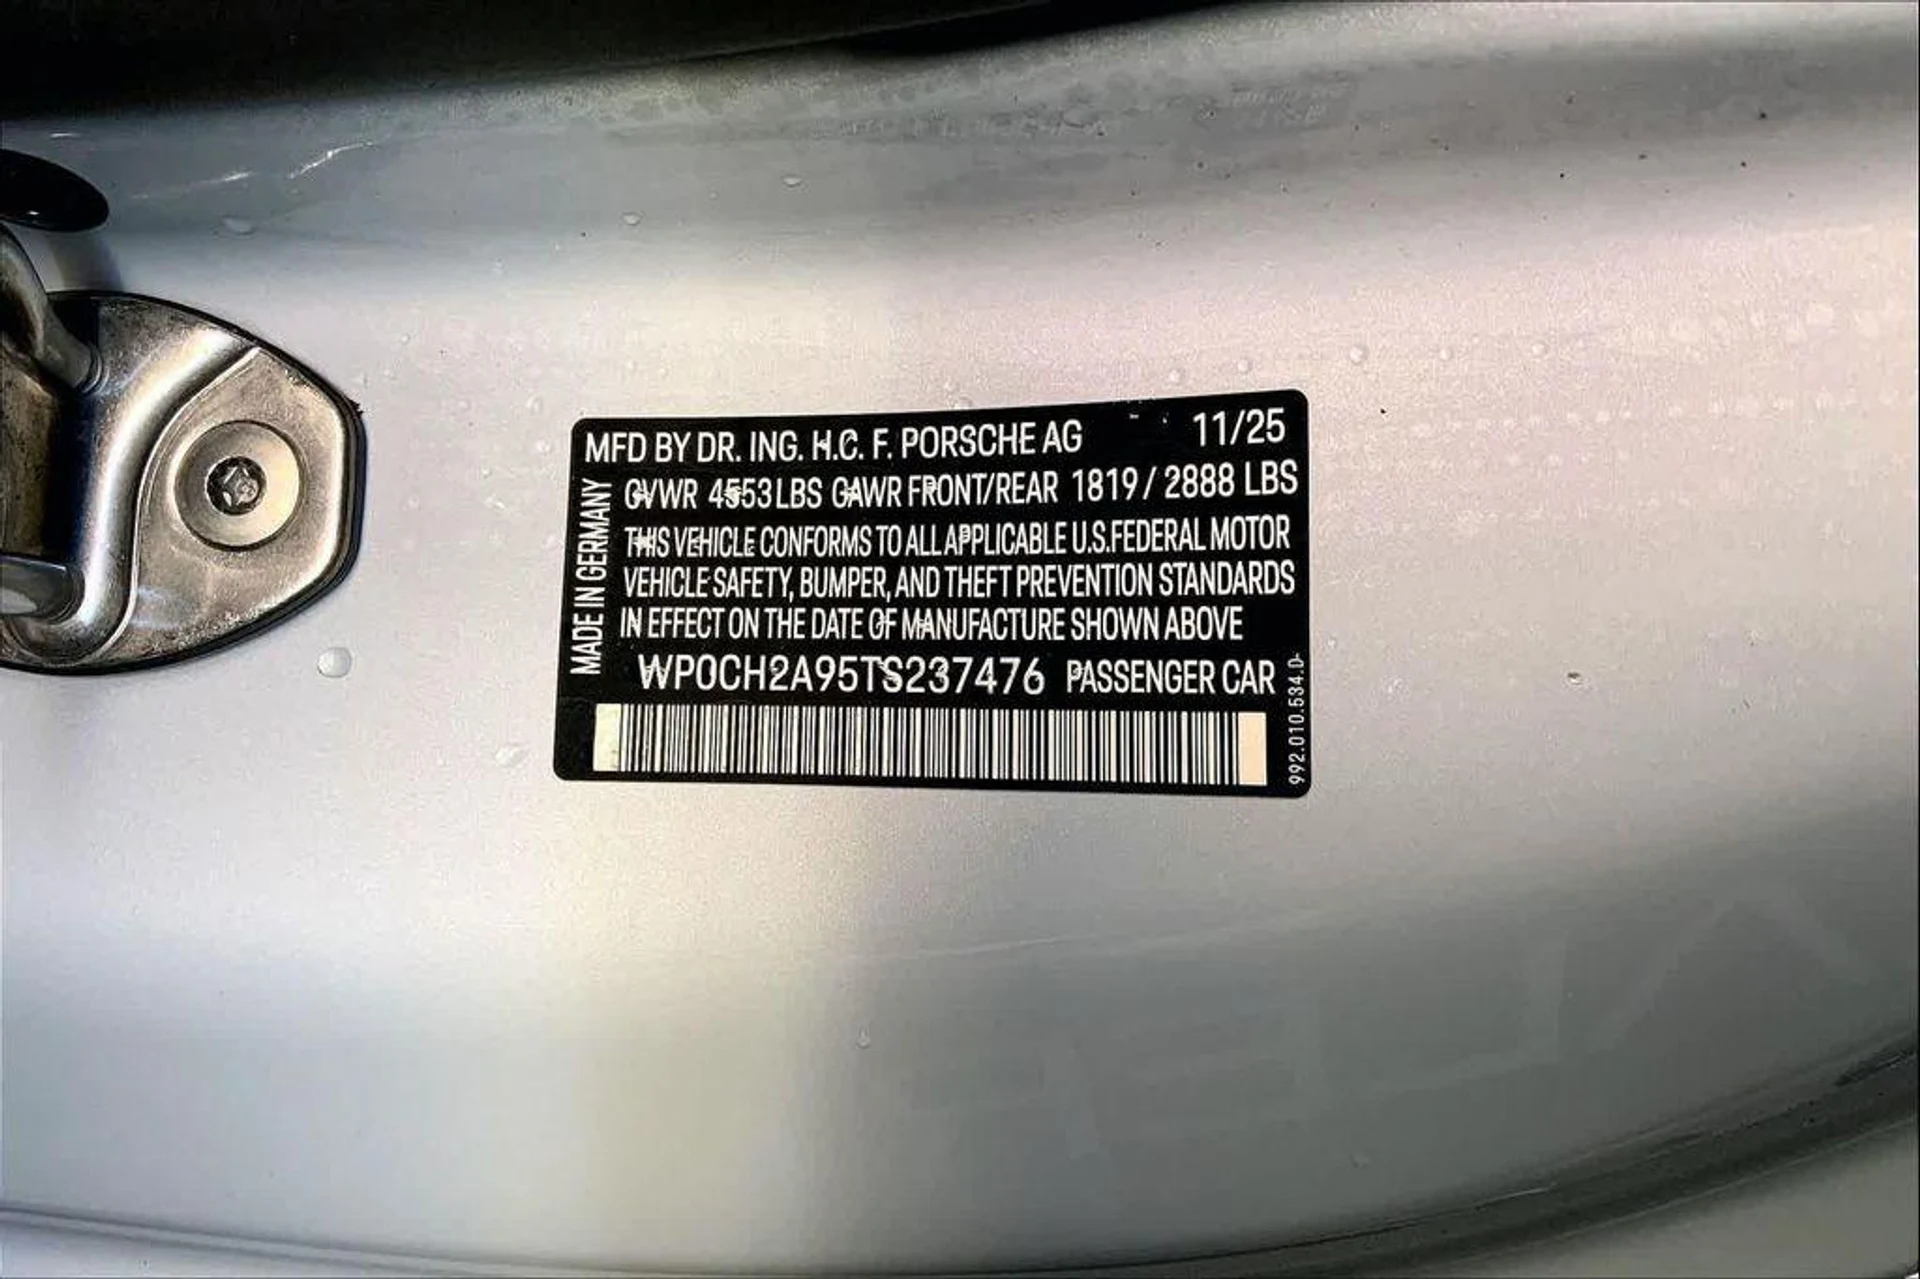 MFD BY DR. ING. H.C. F. PORSCHE AG 11/25
GVWR 4553 LBS GAWR FRONT/REAR 1819 / 2888 LBS
THIS VEHICLE CONFORMS TO ALL APPLICABLE U.S. FEDERAL MOTOR
VEHICLE SAFETY, BUMPER, AND THEFT PREVENTION STANDARDS
IN EFFECT ON THE DATE OF MANUFACTURE SHOWN ABOVE
WP0CH2A95TS237476 PASSENGER CAR
MADE IN GERMANY
992.010.534.D-